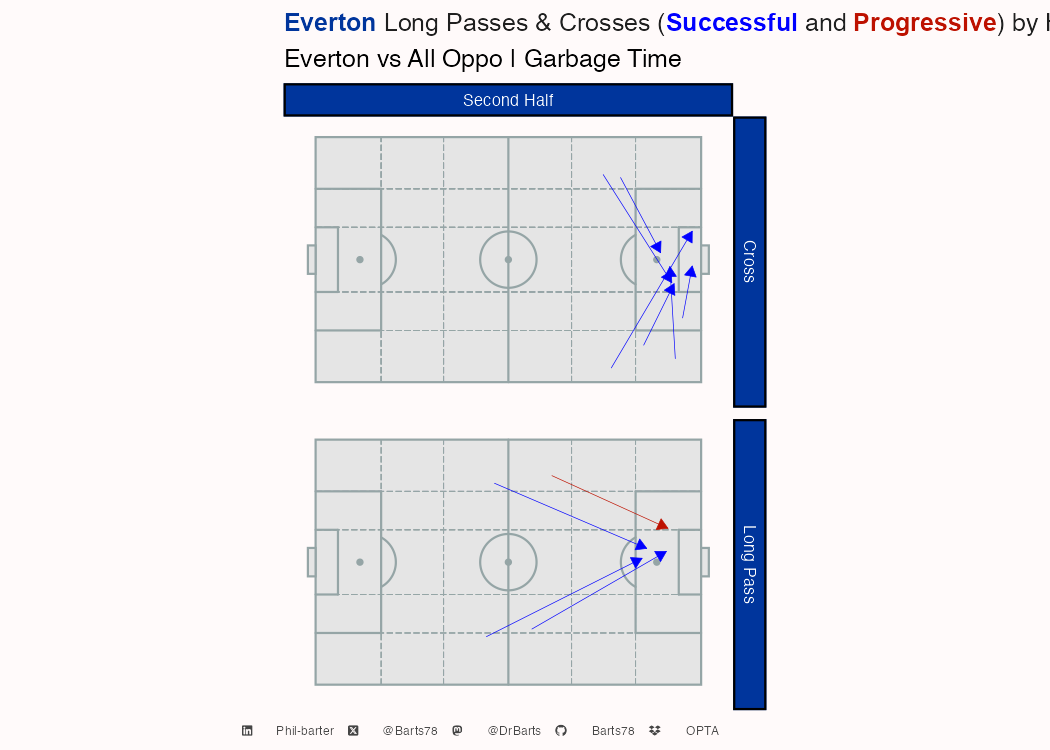 Everton Long Passes & Crosses (Successful and Progressive) by
Everton vs All Oppo | Garbage Time
Second Half
Cross
Long Pass
Phil-barter @Barts78 @DrBarts Barts78 OPTA